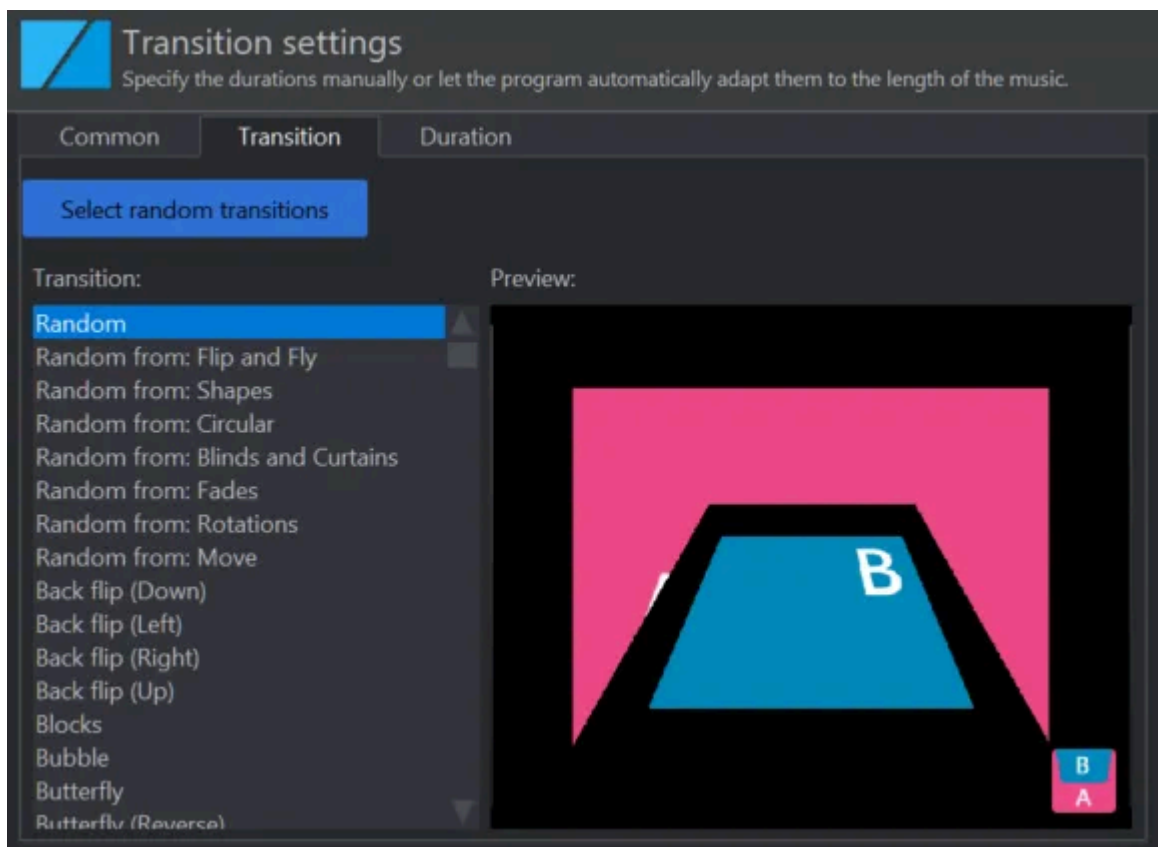 Transition settings
Specify the durations manually or let the program automatically adapt them to the length of the music.
Common Transition Duration
Select random transitions
Transition:
Preview:
Random
Random from: Flip and Fly
Random from: Shapes
Random from: Circular
Random from: Blinds and Curtains
Random from: Fades
Random from: Rotations
Random from: Move
Back flip (Down)
Back flip (Left)
Back flip (Right)
Back flip (Up)
Blocks
Bubble
Butterfly
Butterfly (Reverse)
B
B
A